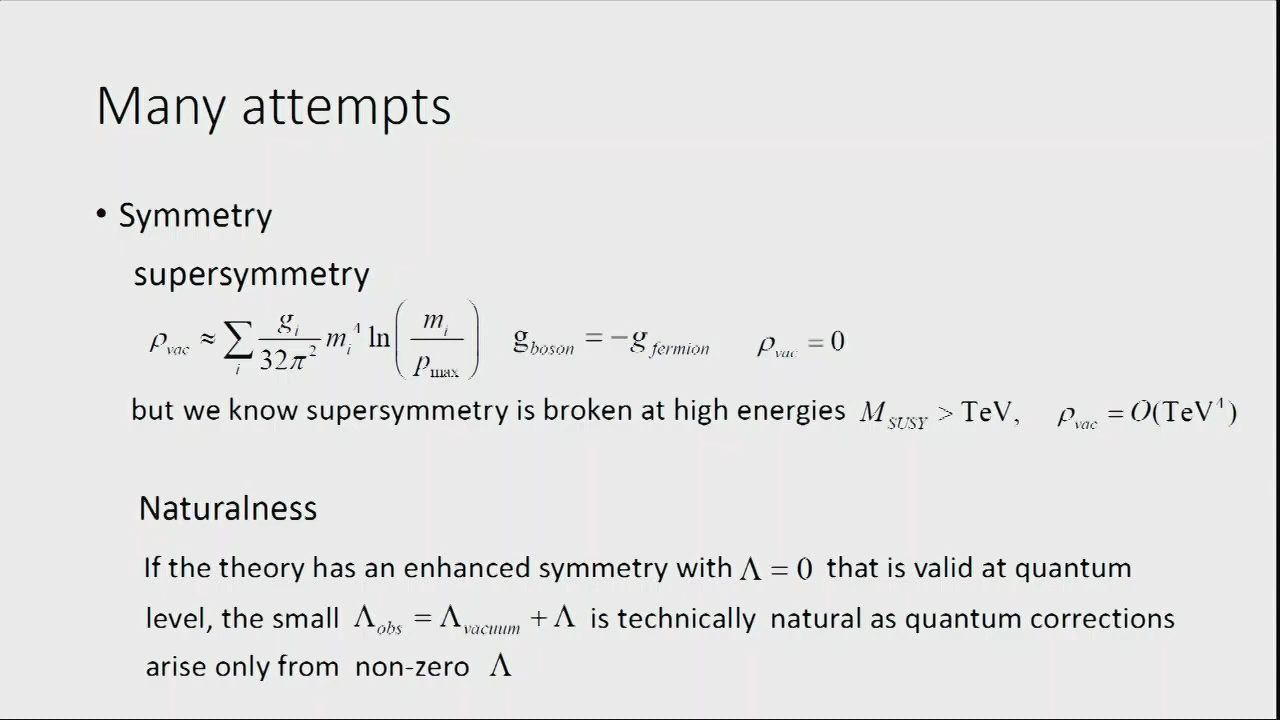 Many attempts
• Symmetry
supersymmetry
ρ_vac ≈ ∑_i g_i/32π² m_i⁴ ln(m_i/p_max) g_boson = −g_fermion ρ_vac = 0
but we know supersymmetry is broken at high energies M_SUSY > TeV, ρ_vac = O(TeV⁴)
Naturalness
If the theory has an enhanced symmetry with Λ = 0 that is valid at quantum
level, the small Λ_obs = Λ_vacuum + Λ is technically natural as quantum corrections
arise only from non-zero Λ